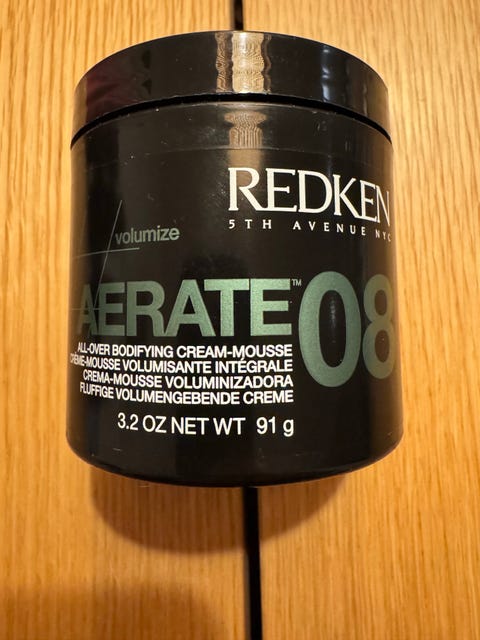 REDKEN
5TH AVENUE NYC
volumize
AERATE™ 08
ALL-OVER BODIFYING CREAM-MOUSSE
CRÈME-MOUSSE VOLUMISANTE INTÉGRALE
CREMA-MOUSSE VOLUMINIZADORA
FLUFFIGE VOLUMENGEBENDE CREME
3.2 OZ NET WT 91 g